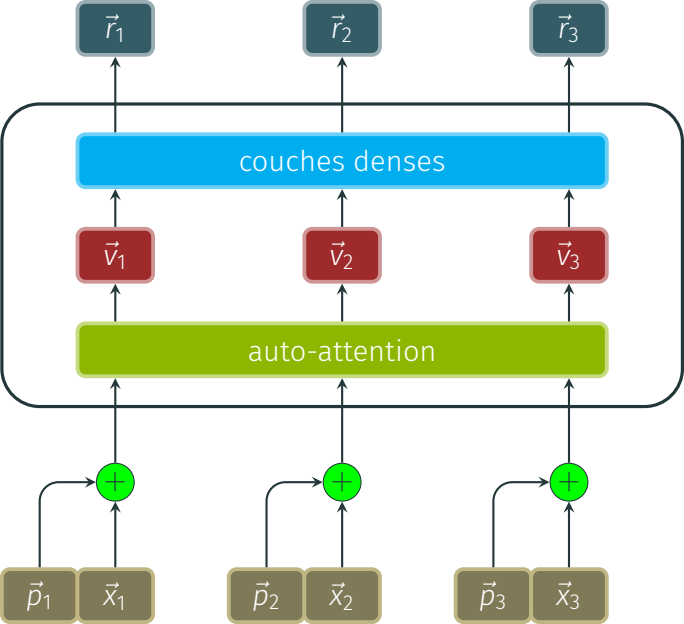 r⃗₁ r⃗₂ r⃗₃
couches denses
v⃗₁ v⃗₂ v⃗₃
auto-attention
+ + +
p⃗₁ x⃗₁ p⃗₂ x⃗₂ p⃗₃ x⃗₃